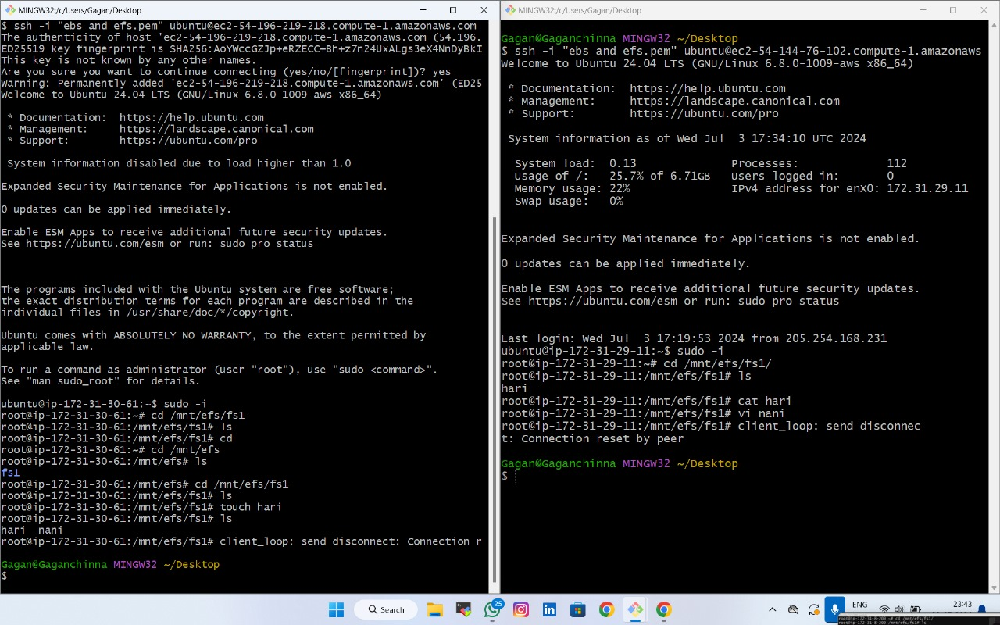 MINGW32:/c/Users/Gagan/Desktop
$ ssh -i "ebs and efs.pem" ubuntu@ec2-54-196-219-218.compute-1.amazonaws.com
The authenticity of host 'ec2-54-196-219-218.compute-1.amazonaws.com (54.196.
ED25519 key fingerprint is SHA256:AoYWccGZJp+eRZECC+Bh+z7n24UxALgs3eX4NnDyBkI
This key is not known by any other names.
Are you sure you want to continue connecting (yes/no/[fingerprint])? yes
Warning: Permanently added 'ec2-54-196-219-218.compute-1.amazonaws.com' (ED25
Welcome to Ubuntu 24.04 LTS (GNU/Linux 6.8.0-1009-aws x86_64)
* Documentation:  https://help.ubuntu.com
* Management:     https://landscape.canonical.com
* Support:        https://ubuntu.com/pro
System information disabled due to load higher than 1.0
Expanded Security Maintenance for Applications is not enabled.
0 updates can be applied immediately.
Enable ESM Apps to receive additional future security updates.
See https://ubuntu.com/esm or run: sudo pro status
The programs included with the Ubuntu system are free software;
the exact distribution terms for each program are described in the
individual files in /usr/share/doc/*/copyright.
Ubuntu comes with ABSOLUTELY NO WARRANTY, to the extent permitted by
applicable law.
To run a command as administrator (user "root"), use "sudo <command>".
See "man sudo_root" for details.
ubuntu@ip-172-31-30-61:~$ sudo -i
root@ip-172-31-30-61:~# cd /mnt/efs/fs1
root@ip-172-31-30-61:/mnt/efs/fs1# ls
root@ip-172-31-30-61:/mnt/efs/fs1# cd
root@ip-172-31-30-61:~# cd /mnt/efs
root@ip-172-31-30-61:/mnt/efs# ls
fs1
root@ip-172-31-30-61:/mnt/efs# cd /mnt/efs/fs1
root@ip-172-31-30-61:/mnt/efs/fs1# ls
root@ip-172-31-30-61:/mnt/efs/fs1# touch hari
root@ip-172-31-30-61:/mnt/efs/fs1# ls
hari  nani
root@ip-172-31-30-61:/mnt/efs/fs1# client_loop: send disconnect: Connection r
Gagan@Gaganchinna MINGW32 ~/Desktop
$
MINGW32:/c/Users/Gagan/Desktop
Gagan@Gaganchinna MINGW32 ~/Desktop
$ ssh -i "ebs and efs.pem" ubuntu@ec2-54-144-76-102.compute-1.amazonaws
Welcome to Ubuntu 24.04 LTS (GNU/Linux 6.8.0-1009-aws x86_64)
* Documentation:  https://help.ubuntu.com
* Management:     https://landscape.canonical.com
* Support:        https://ubuntu.com/pro
System information as of Wed Jul  3 17:34:10 UTC 2024
System load:  0.13               Processes:             112
Usage of /:   25.7% of 6.71GB   Users logged in:       0
Memory usage: 22%                IPv4 address for enX0: 172.31.29.11
Swap usage:   0%
Expanded Security Maintenance for Applications is not enabled.
0 updates can be applied immediately.
Enable ESM Apps to receive additional future security updates.
See https://ubuntu.com/esm or run: sudo pro status
Last login: Wed Jul  3 17:19:53 2024 from 205.254.168.231
ubuntu@ip-172-31-29-11:~$ sudo -i
root@ip-172-31-29-11:~# cd /mnt/efs/fs1/
root@ip-172-31-29-11:/mnt/efs/fs1# ls
hari
root@ip-172-31-29-11:/mnt/efs/fs1# cat hari
root@ip-172-31-29-11:/mnt/efs/fs1# vi nani
root@ip-172-31-29-11:/mnt/efs/fs1# client_loop: send disconnec
t: Connection reset by peer
Gagan@Gaganchinna MINGW32 ~/Desktop
$
Search
25
ENG
23:43
root@ip-172-31-8-209:~# cd /mnt/efs/fs1/
root@ip-172-31-8-209:/mnt/efs/fs1# ls